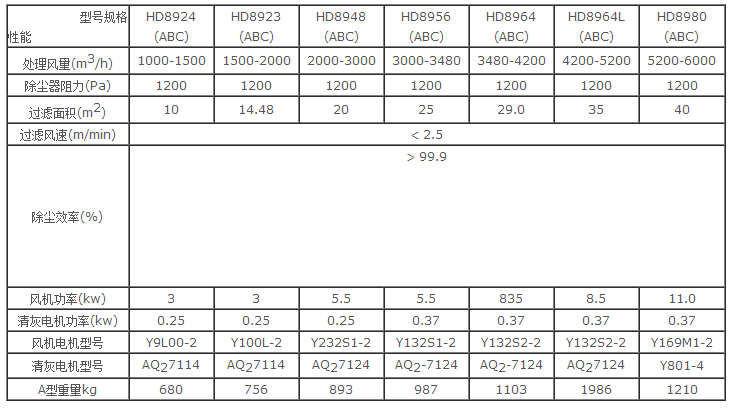 型号规格 HD8924 HD8923 HD8948 HD8956 HD8964 HD8964L HD8980
性能 (ABC) (ABC) (ABC) (ABC) (ABC) (ABC) (ABC)
处理风量(m3/h) 1000-1500 1500-2000 2000-3000 3000-3480 3480-4200 4200-5200 5200-6000
除尘器阻力(Pa) 1200 1200 1200 1200 1200 1200 1200
过滤面积(m2) 10 14.48 20 25 29.0 35 40
过滤风速(m/min) < 2.5
> 99.9
除尘效率(%)
风机功率(kw) 3 3 5.5 5.5 835 8.5 11.0
清灰电机功率(kw) 0.25 0.25 0.25 0.37 0.37 0.37 0.37
风机电机型号 Y9L00-2 Y100L-2 Y232S1-2 Y132S1-2 Y132S2-2 Y132S2-2 Y169M1-2
清灰电机型号 AQ27114 AQ27114 AQ27124 AQ2-7124 AQ2-7124 AQ27124 Y801-4
A型重量kg 680 756 893 987 1103 1986 1210